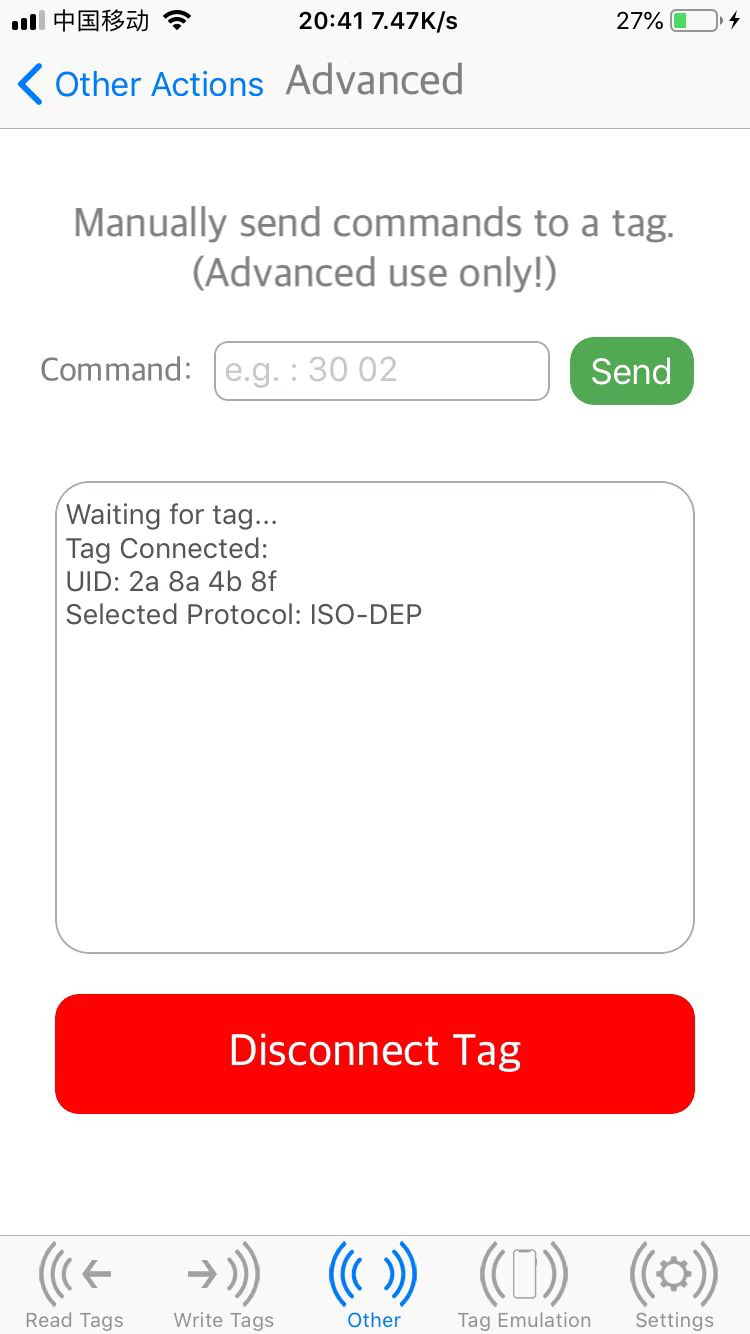 中国移动 20:41 7.47K/s 27%
Other Actions Advanced
Manually send commands to a tag.
(Advanced use only!)
Command: e.g. : 30 02 Send
Waiting for tag...
Tag Connected:
UID: 2a 8a 4b 8f
Selected Protocol: ISO-DEP
Disconnect Tag
Read Tags Write Tags Other Tag Emulation Settings